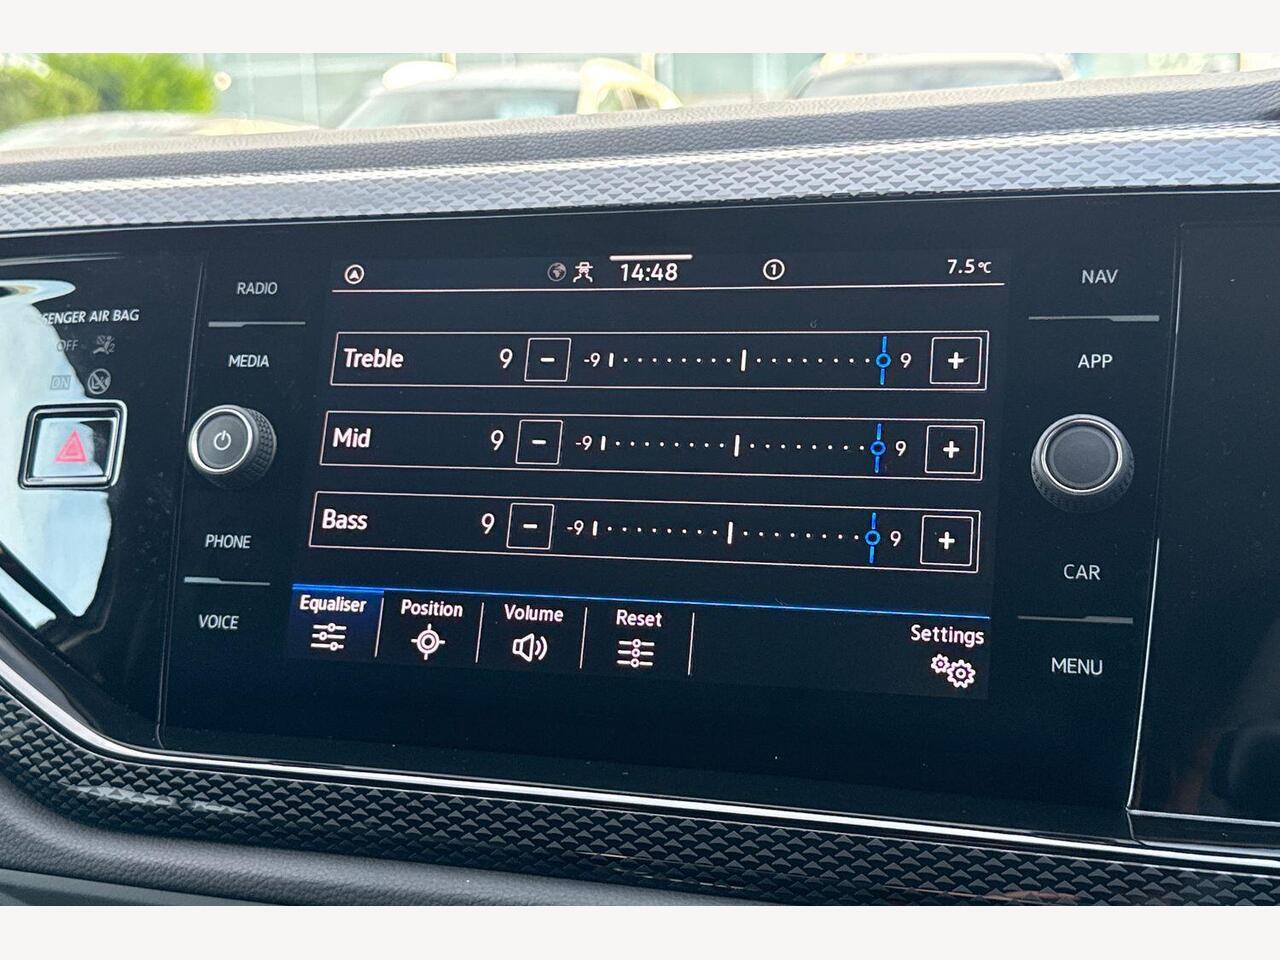 RADIO
MEDIA
PHONE
VOICE
SENGER AIR BAG
OFF
ON
14:48
1
7.5°C
Treble 9 - -9 9 +
Mid 9 - -9 9 +
Bass 9 - -9 9 +
Equaliser
Position
Volume
Reset
Settings
NAV
APP
CAR
MENU